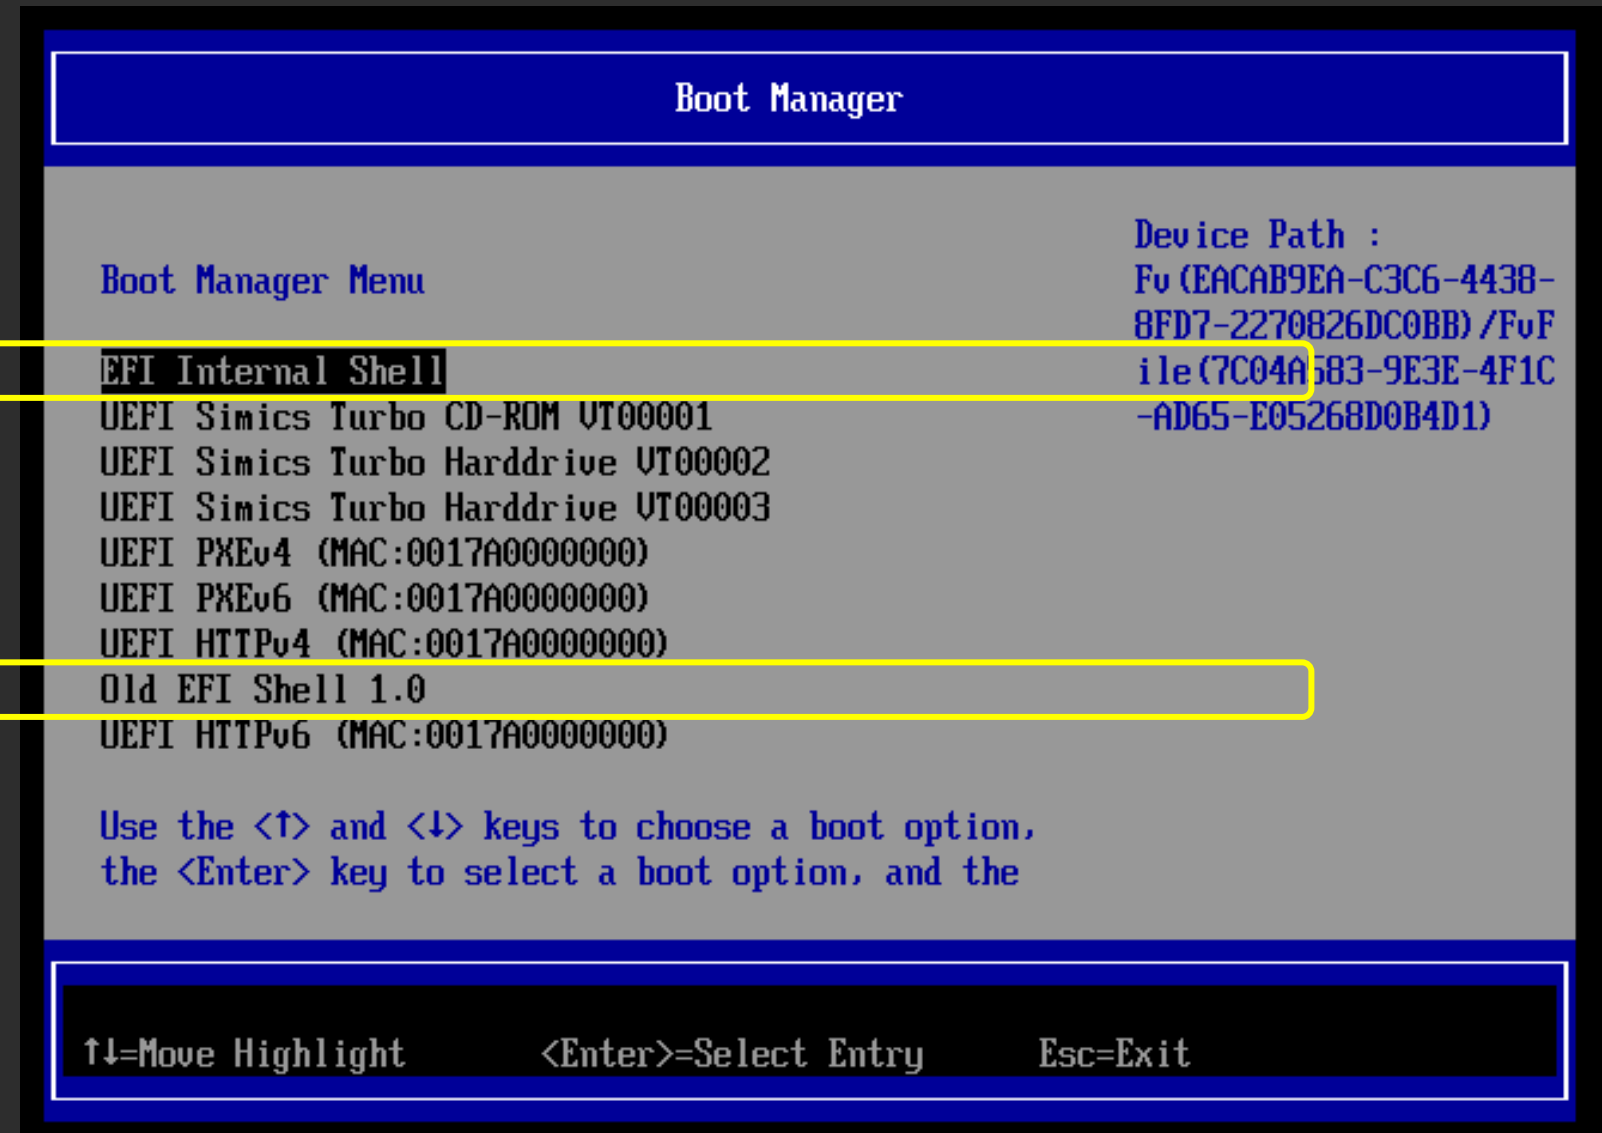 Boot Manager
Boot Manager Menu
EFI Internal Shell
UEFI Simics Turbo CD-ROM VT00001
UEFI Simics Turbo Harddrive VT00002
UEFI Simics Turbo Harddrive VT00003
UEFI PXEv4 (MAC:0017A0000000)
UEFI PXEv6 (MAC:0017A0000000)
UEFI HTTPv4 (MAC:0017A0000000)
Old EFI Shell 1.0
UEFI HTTPv6 (MAC:0017A0000000)
Device Path :
Fv(EACAB9EA-C3C6-4438-
8FD7-2270826DC0BB)/FvF
ile(7C04A583-9E3E-4F1C
-AD65-E05268D0B4D1)
Use the <↑> and <↓> keys to choose a boot option,
the <Enter> key to select a boot option, and the
↑↓=Move Highlight <Enter>=Select Entry Esc=Exit